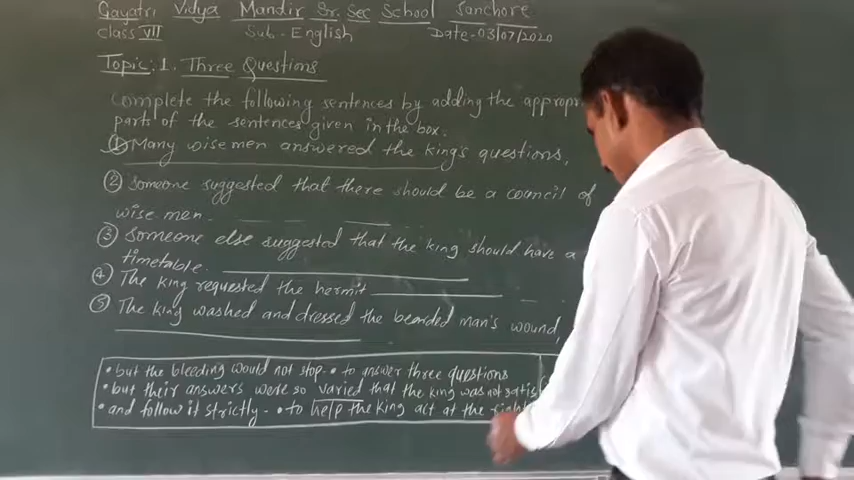 Gayatri Vidya Mandir Sr. Sec School Sanchore
Class VII Sub- English Date- 03/07/2020
Topic: 1. Three Questions
Complete the following sentences by adding the
parts of the sentences given in the box.
① Many wise men answered the king's questions,
② Someone suggested that there should be a council of
wise men.
③ Someone else suggested that the king should have a
timetable
④ The king requested the hermit
⑤ The king washed and dressed the bearded man's wound,
• but the bleeding would not stop. • to answer three questions
• but their answers were so varied that the king was not
• and follow it strictly. • to help the king act at the